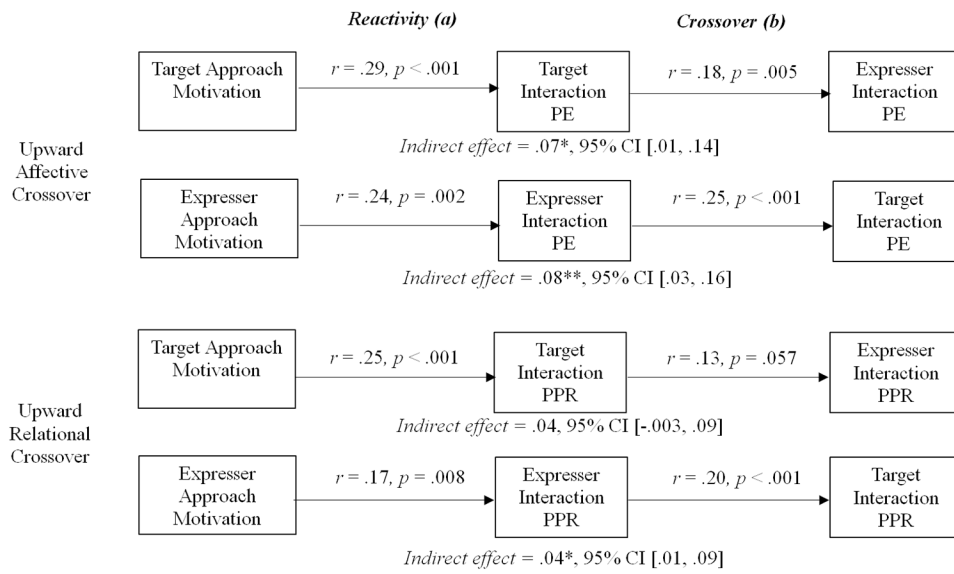 Reactivity (a)
Crossover (b)
Upward
Affective
Crossover
Target Approach
Motivation
r = .29, p < .001
Target
Interaction
PE
r = .18, p = .005
Expresser
Interaction
PE
Indirect effect = .07*, 95% CI [.01, .14]
Expresser
Approach
Motivation
r = .24, p = .002
Expresser
Interaction
PE
r = .25, p < .001
Target
Interaction
PE
Indirect effect = .08**, 95% CI [.03, .16]
Upward
Relational
Crossover
Target Approach
Motivation
r = .25, p < .001
Target
Interaction
PPR
r = .13, p = .057
Expresser
Interaction
PPR
Indirect effect = .04, 95% CI [-.003, .09]
Expresser
Approach
Motivation
r = .17, p = .008
Expresser
Interaction
PPR
r = .20, p < .001
Target
Interaction
PPR
Indirect effect = .04*, 95% CI [.01, .09]